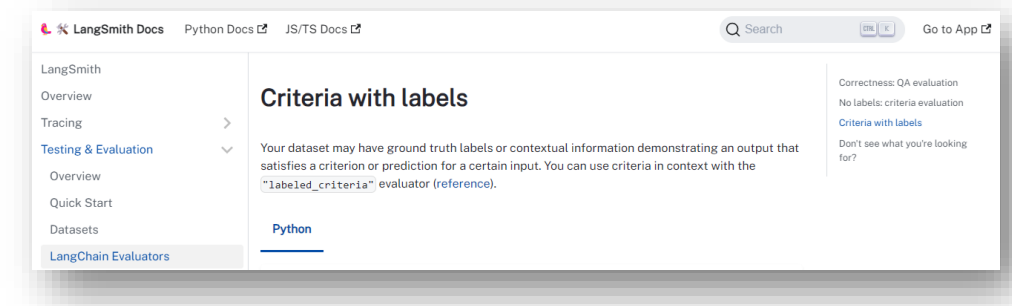 LangSmith Docs Python Docs JS/TS Docs Search CTRL K Go to App
LangSmith
Overview
Tracing
Testing & Evaluation
Overview
Quick Start
Datasets
LangChain Evaluators
Criteria with labels
Your dataset may have ground truth labels or contextual information demonstrating an output that
satisfies a criterion or prediction for a certain input. You can use criteria in context with the
"labeled_criteria" evaluator (reference).
Python
Correctness: QA evaluation
No labels: criteria evaluation
Criteria with labels
Don't see what you're looking
for?